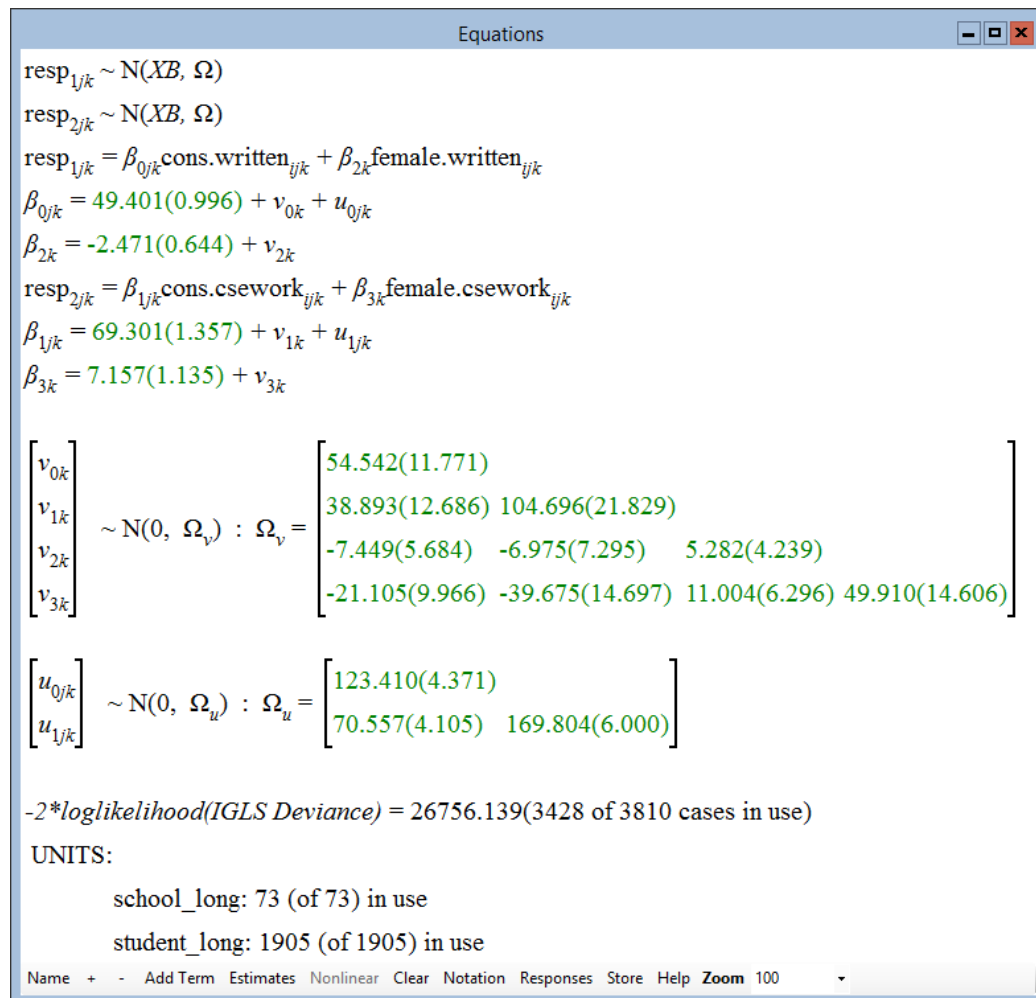 Equations
resp₁ⱼₖ ~ N(XB, Ω)
resp₂ⱼₖ ~ N(XB, Ω)
resp₁ⱼₖ = β₀ⱼₖcons.writtenᵢⱼₖ + β₂ₖfemale.writtenᵢⱼₖ
β₀ⱼₖ = 49.401(0.996) + v₀ₖ + u₀ⱼₖ
β₂ₖ = -2.471(0.644) + v₂ₖ
resp₂ⱼₖ = β₁ⱼₖcons.cseworkᵢⱼₖ + β₃ₖfemale.cseworkᵢⱼₖ
β₁ⱼₖ = 69.301(1.357) + v₁ₖ + u₁ⱼₖ
β₃ₖ = 7.157(1.135) + v₃ₖ
v₀ₖ 54.542(11.771)
v₁ₖ 38.893(12.686) 104.696(21.829)
~ N(0, Ωᵥ) : Ωᵥ =
v₂ₖ -7.449(5.684) -6.975(7.295) 5.282(4.239)
v₃ₖ -21.105(9.966) -39.675(14.697) 11.004(6.296) 49.910(14.606)
u₀ⱼₖ 123.410(4.371)
~ N(0, Ωᵤ) : Ωᵤ =
u₁ⱼₖ 70.557(4.105) 169.804(6.000)
-2*loglikelihood(IGLS Deviance) = 26756.139(3428 of 3810 cases in use)
UNITS:
school_long: 73 (of 73) in use
student_long: 1905 (of 1905) in use
Name + - Add Term Estimates Nonlinear Clear Notation Responses Store Help Zoom 100